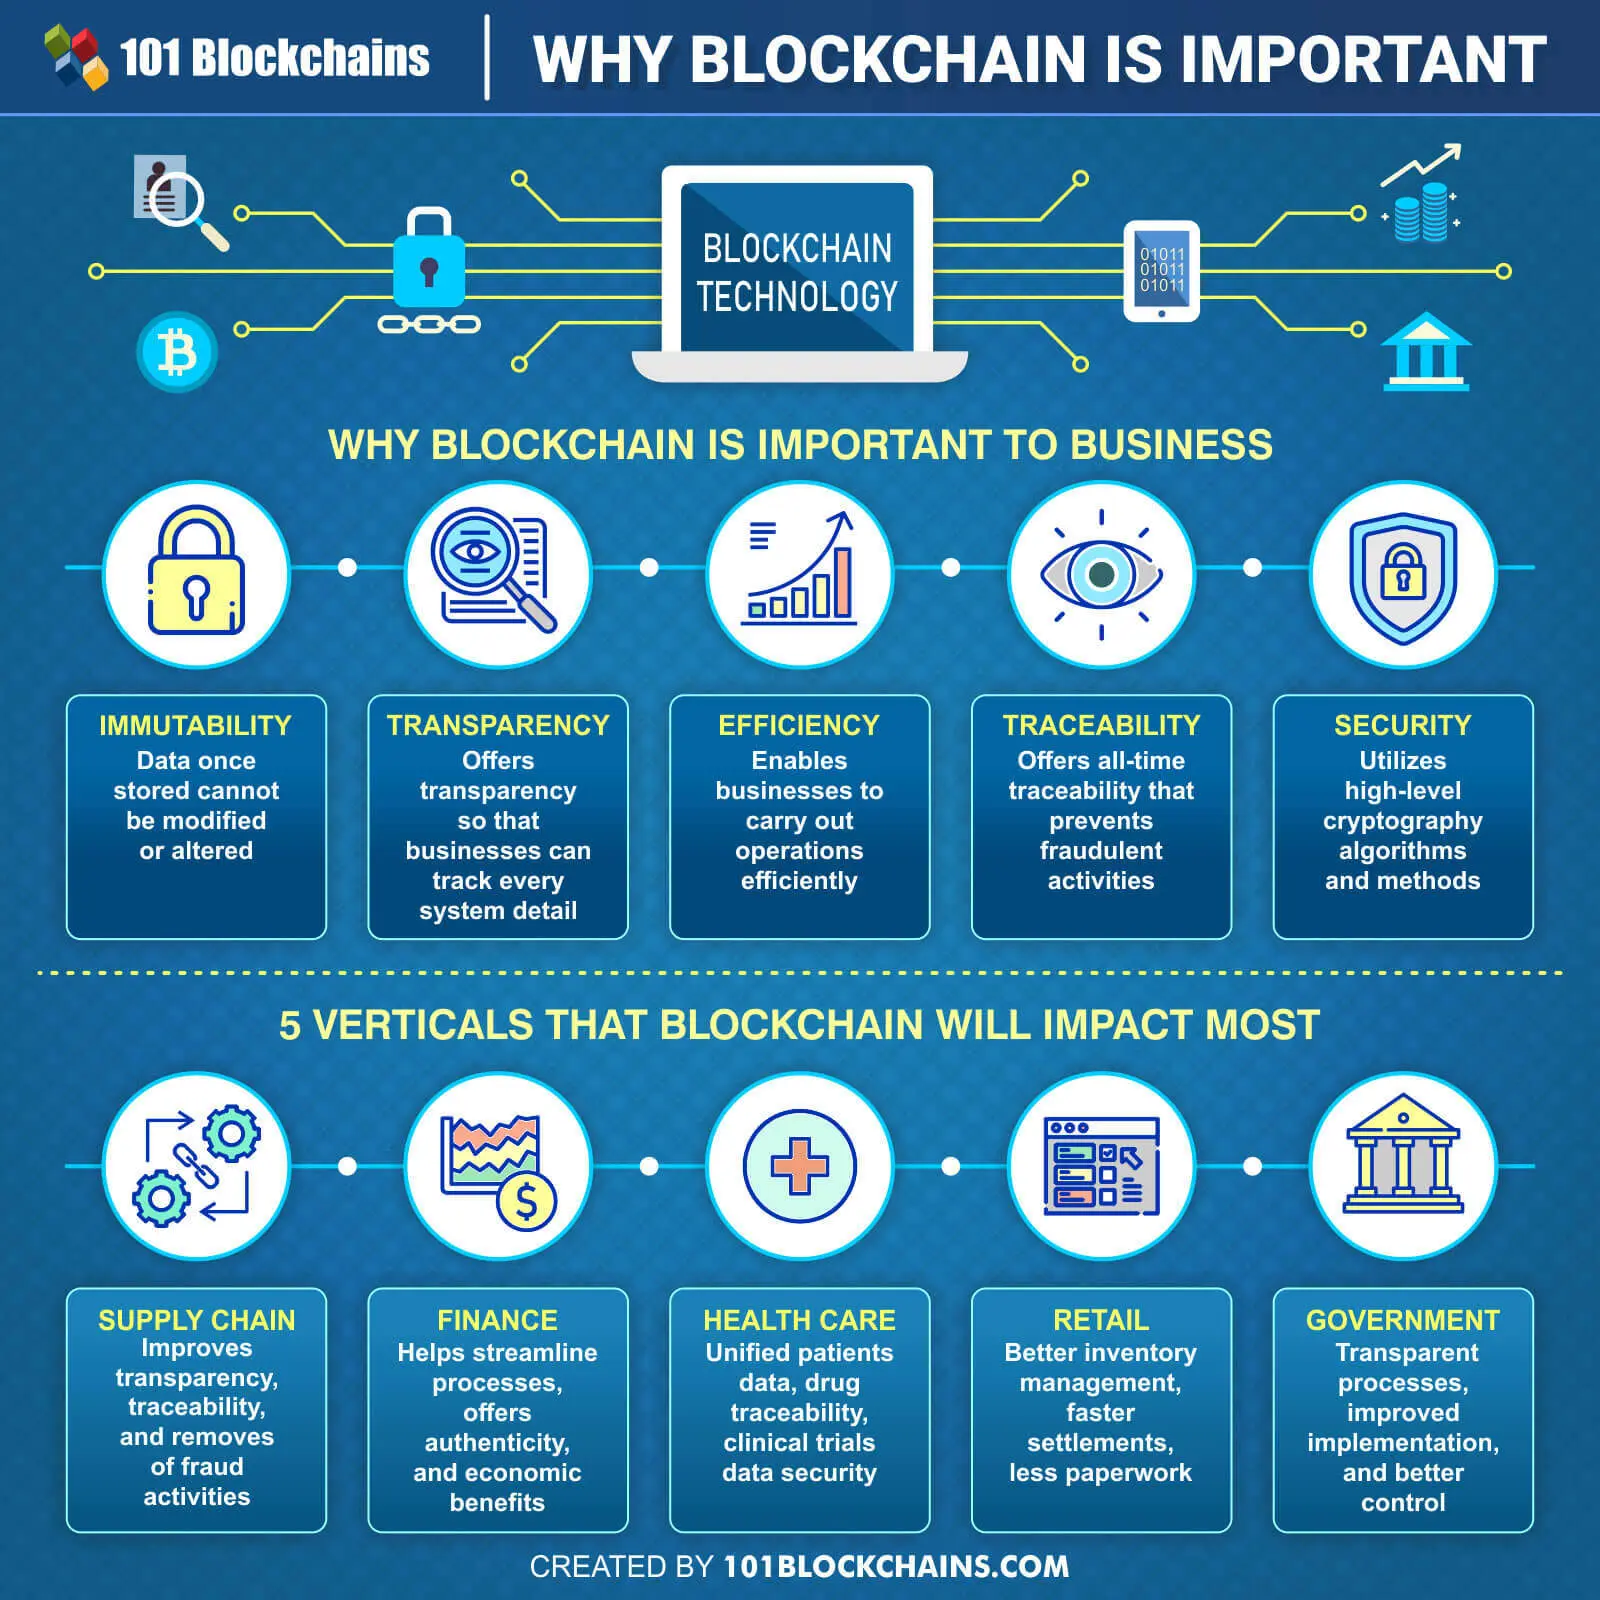 101 Blockchains
WHY BLOCKCHAIN IS IMPORTANT
BLOCKCHAIN
TECHNOLOGY
01011
01011
01011
WHY BLOCKCHAIN IS IMPORTANT TO BUSINESS
IMMUTABILITY
Data once
stored cannot
be modified
or altered
TRANSPARENCY
Offers
transparency
so that
businesses can
track every
system detail
EFFICIENCY
Enables
businesses to
carry out
operations
efficiently
TRACEABILITY
Offers all-time
traceability that
prevents
fraudulent
activities
SECURITY
Utilizes
high-level
cryptography
algorithms
and methods
5 VERTICALS THAT BLOCKCHAIN WILL IMPACT MOST
$
SUPPLY CHAIN
Improves
transparency,
traceability,
and removes
of fraud
activities
FINANCE
Helps streamline
processes,
offers
authenticity,
and economic
benefits
HEALTH CARE
Unified patients
data, drug
traceability,
clinical trials
data security
RETAIL
Better inventory
management,
faster
settlements,
less paperwork
GOVERNMENT
Transparent
processes,
improved
implementation,
and better
control
CREATED BY 101BLOCKCHAINS.COM